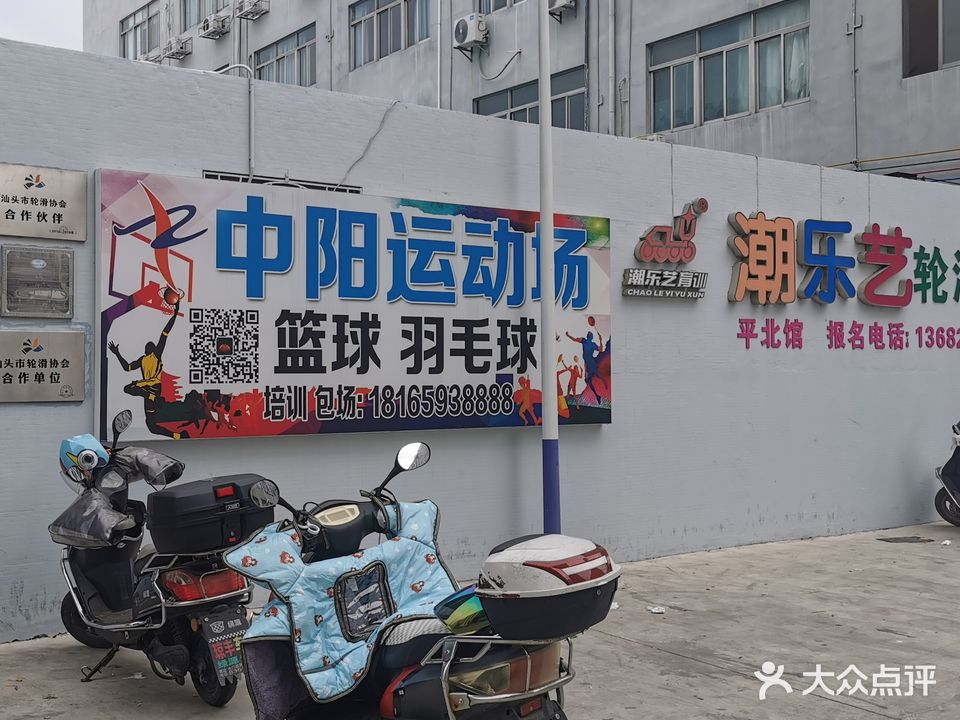 汕头市轮滑协会
合作伙伴
汕头市轮滑协会
合作单位
中阳运动场
篮球 羽毛球
培训 包场: 18165938888
潮乐艺育训
CHAO LE YI YU XUN
潮乐艺轮滑
平北馆 报名电话: 13682
大众点评